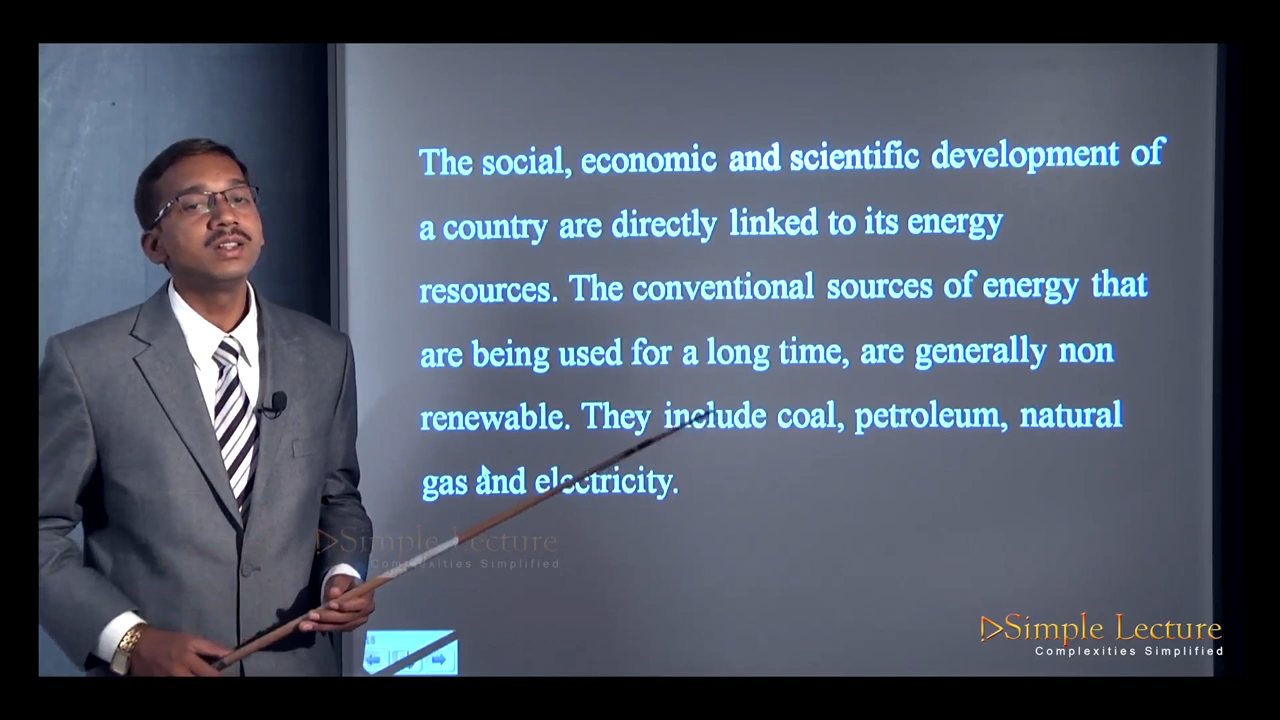 The social, economic and scientific development of
a country are directly linked to its energy
resources. The conventional sources of energy that
are being used for a long time, are generally non
renewable. They include coal, petroleum, natural
gas and electricity.
Simple Lecture
Complexities Simplified
Simple Lecture
Complexities Simplified